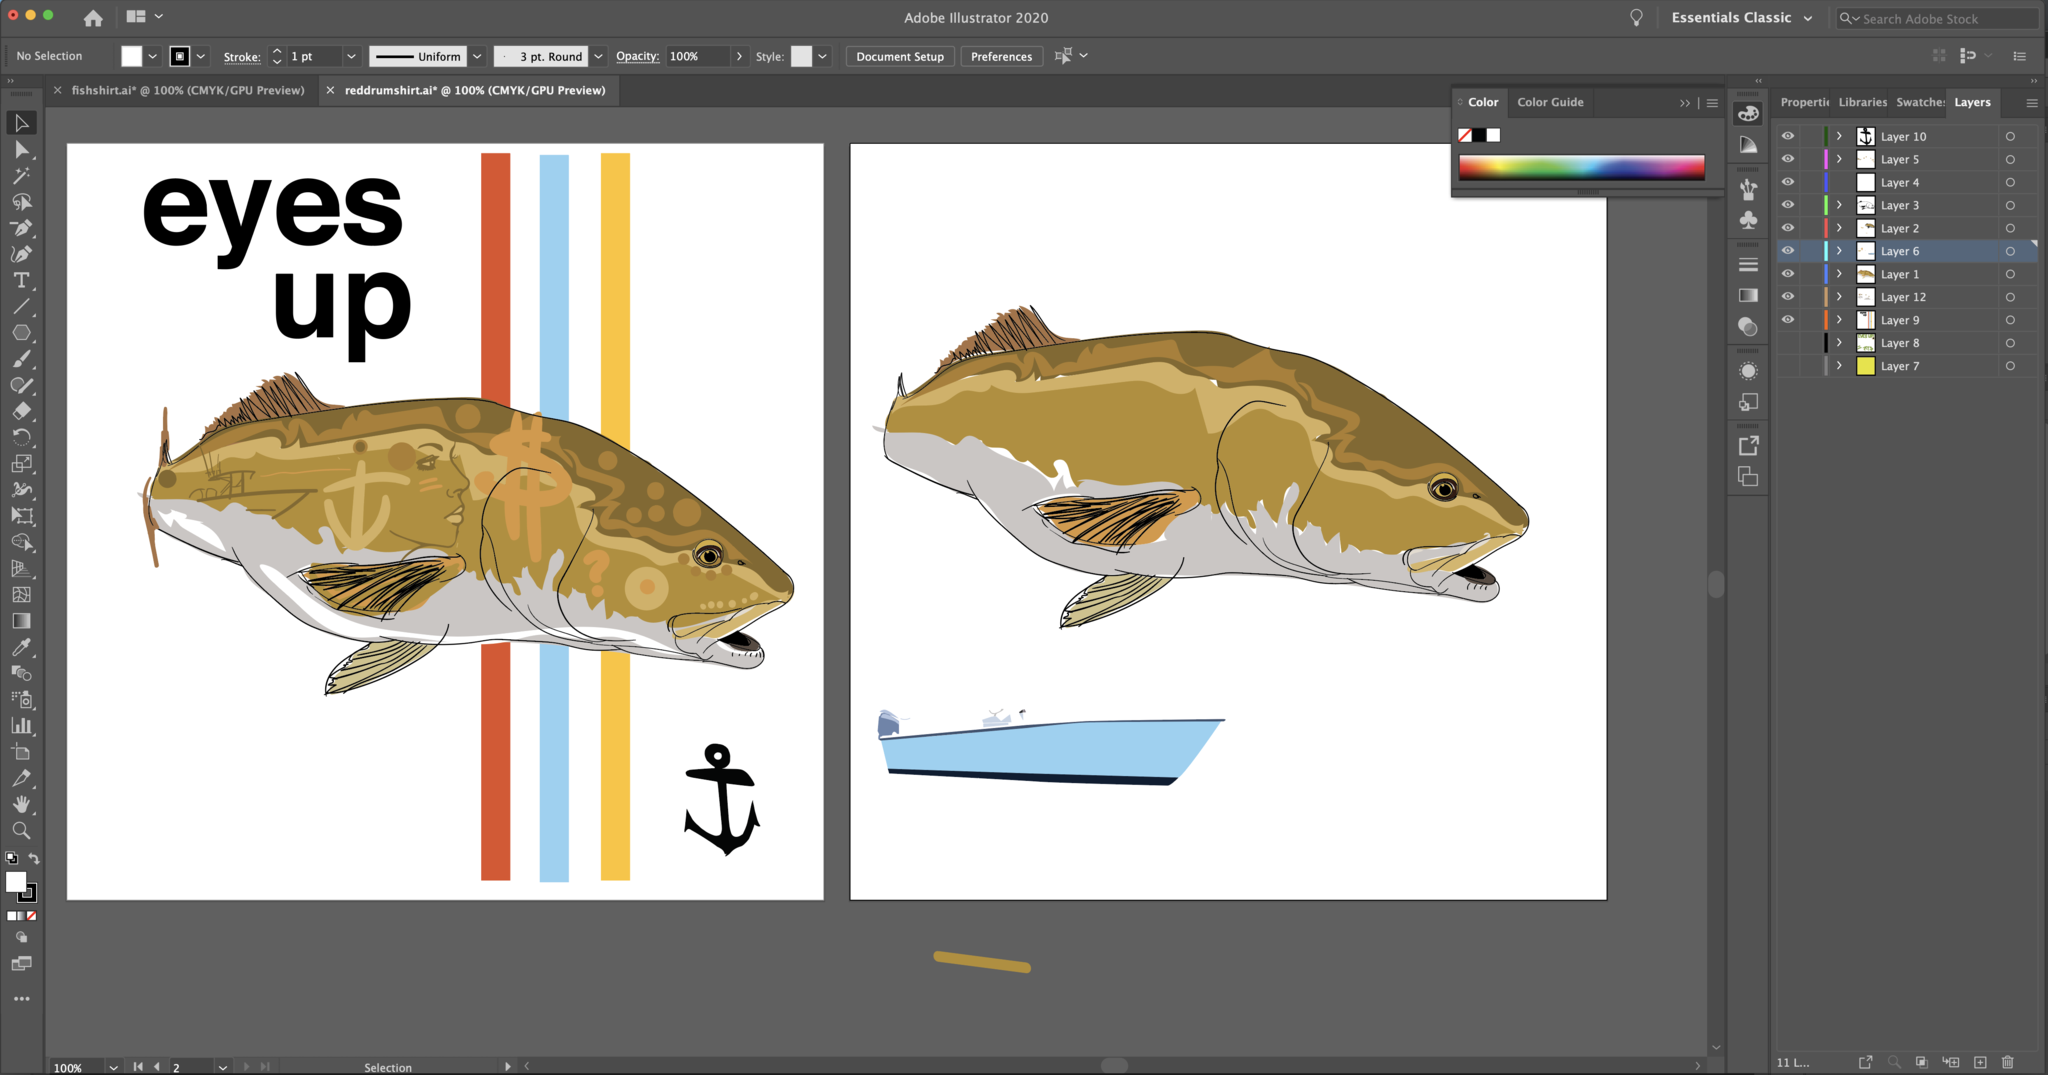 Adobe Illustrator 2020
Essentials Classic
Search Adobe Stock
No Selection
Stroke:
1 pt
Uniform
3 pt. Round
Opacity:
100%
Style:
Document Setup
Preferences
fishshirt.ai* @ 100% (CMYK/GPU Preview)
reddrumshirt.ai* @ 100% (CMYK/GPU Preview)
Color
Color Guide
Properti
Libraries
Swatches
Layers
Layer 10
Layer 5
Layer 4
Layer 3
Layer 2
Layer 6
Layer 1
Layer 12
Layer 9
Layer 8
Layer 7
eyes
up
$
?
100%
2
Selection
11 L...